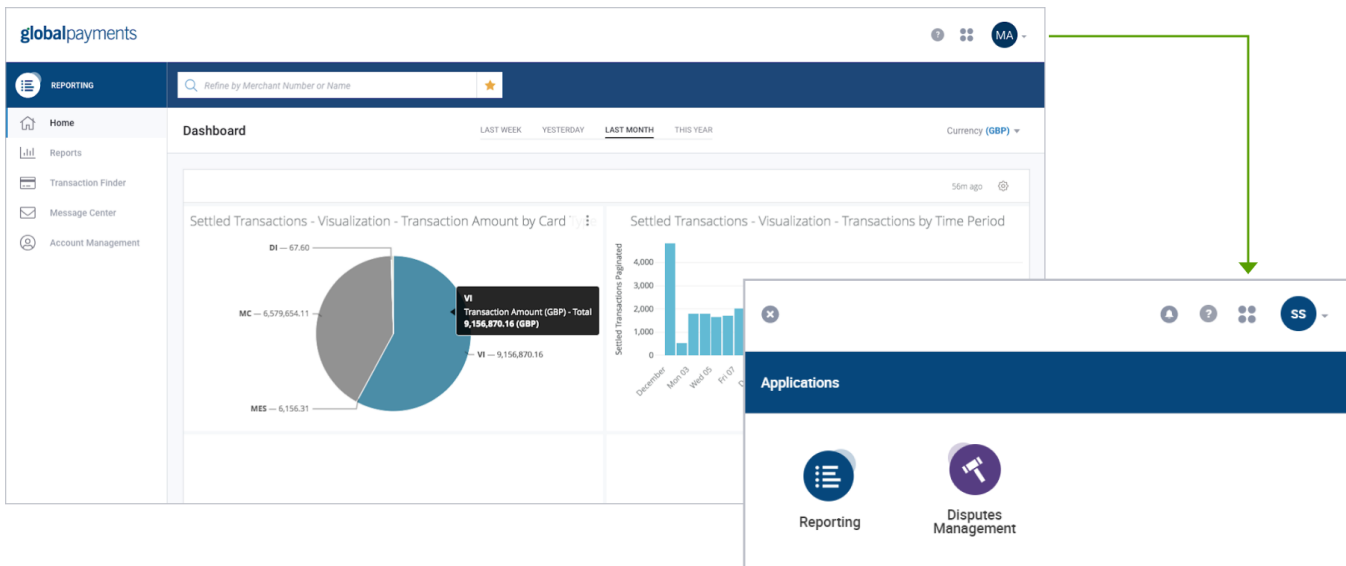 globalpayments
?
MA
REPORTING
Refine by Merchant Number or Name
Home
Reports
Transaction Finder
Message Center
Account Management
Dashboard
LAST WEEK YESTERDAY LAST MONTH THIS YEAR
Currency (GBP)
56m ago
Settled Transactions - Visualization - Transaction Amount by Card
DI — 67.60
MC — 6,579,654.11
VI
Transaction Amount (GBP) - Total
9,156,870.16 (GBP)
VI — 9,156,870.16
MES — 6,156.31
Settled Transactions - Visualization - Transactions by Time Period
Settled Transactions Paginated
4,000
3,000
2,000
1,000
0
December
Mon 03
Wed 05
Fri 07
?
SS
Applications
Reporting
Disputes
Management